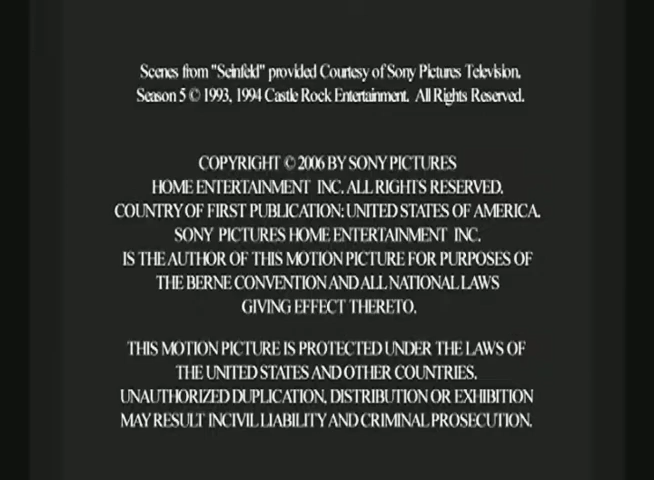 Scenes from "Seinfeld" provided Courtesy of Sony Pictures Television.
Season 5 © 1993, 1994 Castle Rock Entertainment. All Rights Reserved.
COPYRIGHT © 2006 BY SONY PICTURES
HOME ENTERTAINMENT INC. ALL RIGHTS RESERVED.
COUNTRY OF FIRST PUBLICATION: UNITED STATES OF AMERICA.
SONY PICTURES HOME ENTERTAINMENT INC.
IS THE AUTHOR OF THIS MOTION PICTURE FOR PURPOSES OF
THE BERNE CONVENTION AND ALL NATIONAL LAWS
GIVING EFFECT THERETO.
THIS MOTION PICTURE IS PROTECTED UNDER THE LAWS OF
THE UNITED STATES AND OTHER COUNTRIES.
UNAUTHORIZED DUPLICATION, DISTRIBUTION OR EXHIBITION
MAY RESULT IN CIVIL LIABILITY AND CRIMINAL PROSECUTION.